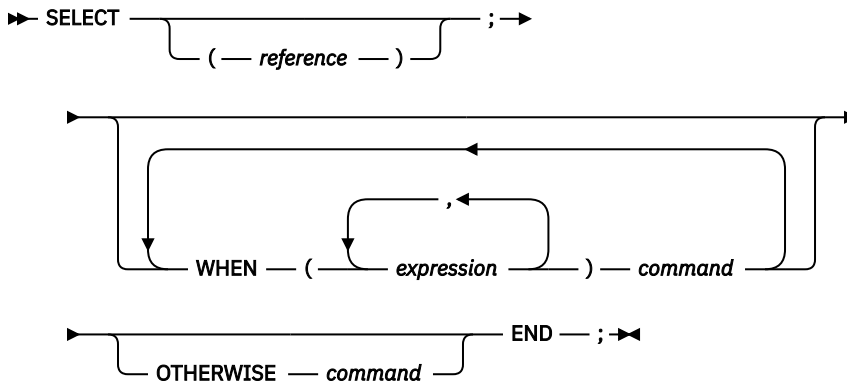 SELECT ;
( reference )
,
WHEN ( expression ) command
END ;
OTHERWISE command